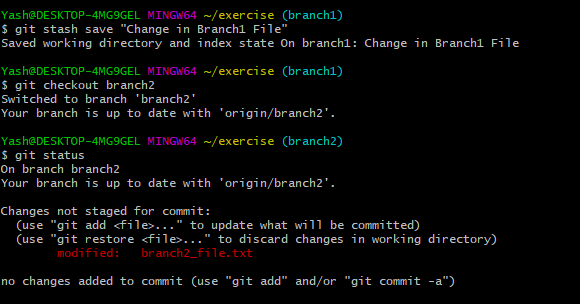 Yash@DESKTOP-4MG9GEL MINGW64 ~/exercise (branch1)
$ git stash save "Change in Branch1 File"
Saved working directory and index state On branch1: Change in Branch1 File

Yash@DESKTOP-4MG9GEL MINGW64 ~/exercise (branch1)
$ git checkout branch2
Switched to branch 'branch2'
Your branch is up to date with 'origin/branch2'.

Yash@DESKTOP-4MG9GEL MINGW64 ~/exercise (branch2)
$ git status
On branch branch2
Your branch is up to date with 'origin/branch2'.

Changes not staged for commit:
  (use "git add <file>..." to update what will be committed)
  (use "git restore <file>..." to discard changes in working directory)
        modified:   branch2_file.txt

no changes added to commit (use "git add" and/or "git commit -a")